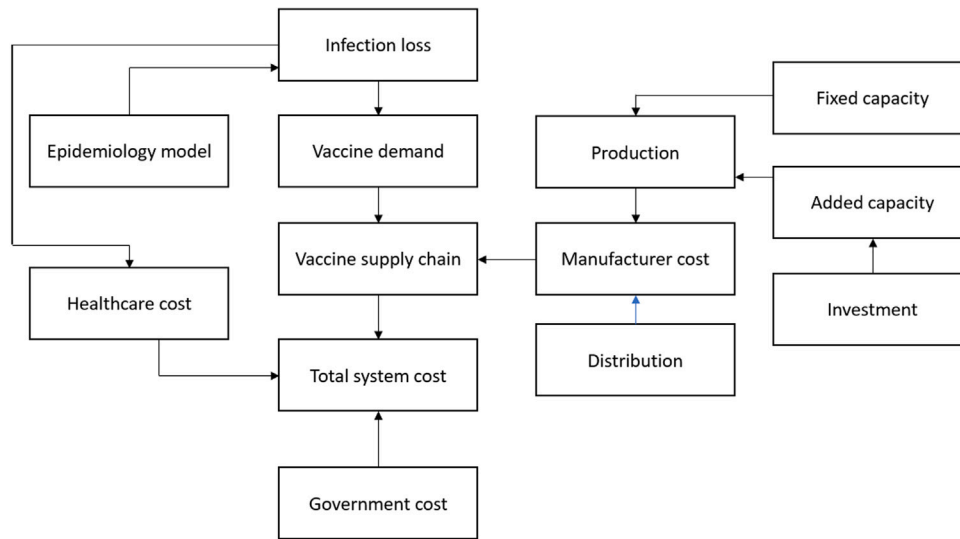 Infection loss
Fixed capacity
Epidemiology model
Vaccine demand
Production
Added capacity
Vaccine supply chain
Manufacturer cost
Healthcare cost
Investment
Total system cost
Distribution
Government cost